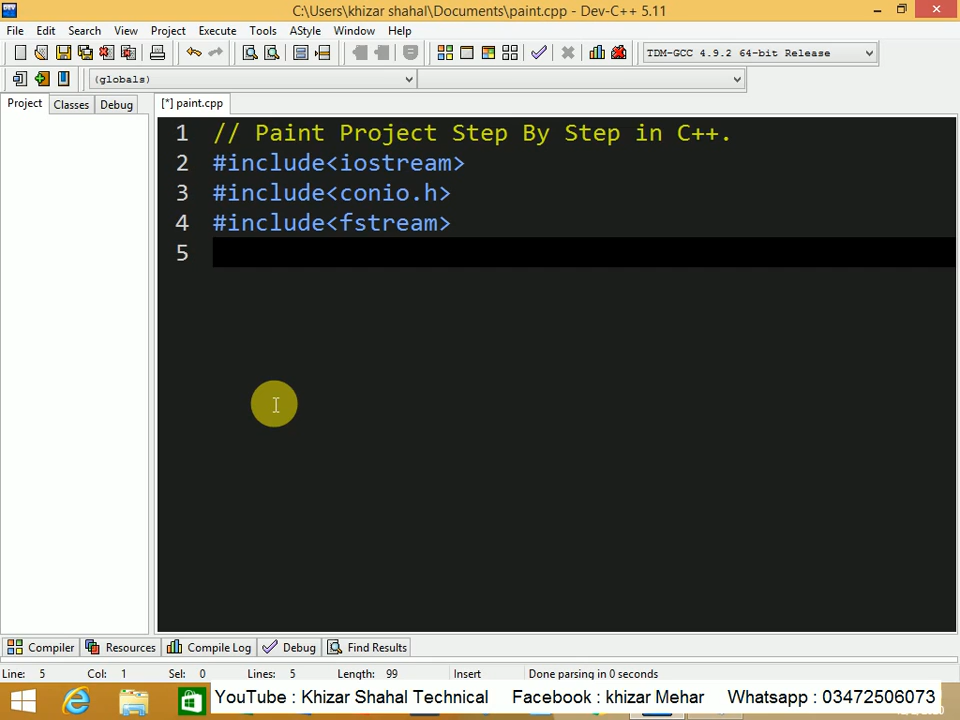 DEV
C:\Users\khizar shahal\Documents\paint.cpp - Dev-C++ 5.11
File Edit Search View Project Execute Tools AStyle Window Help
TDM-GCC 4.9.2 64-bit Release
(globals)
Project Classes Debug
[*] paint.cpp
1 // Paint Project Step By Step in C++.
2 #include<iostream>
3 #include<conio.h>
4 #include<fstream>
5
Compiler Resources Compile Log Debug Find Results
Line: 5 Col: 1 Sel: 0 Lines: 5 Length: 99 Insert Done parsing in 0 seconds
YouTube : Khizar Shahal Technical Facebook : khizar Mehar Whatsapp : 03472506073